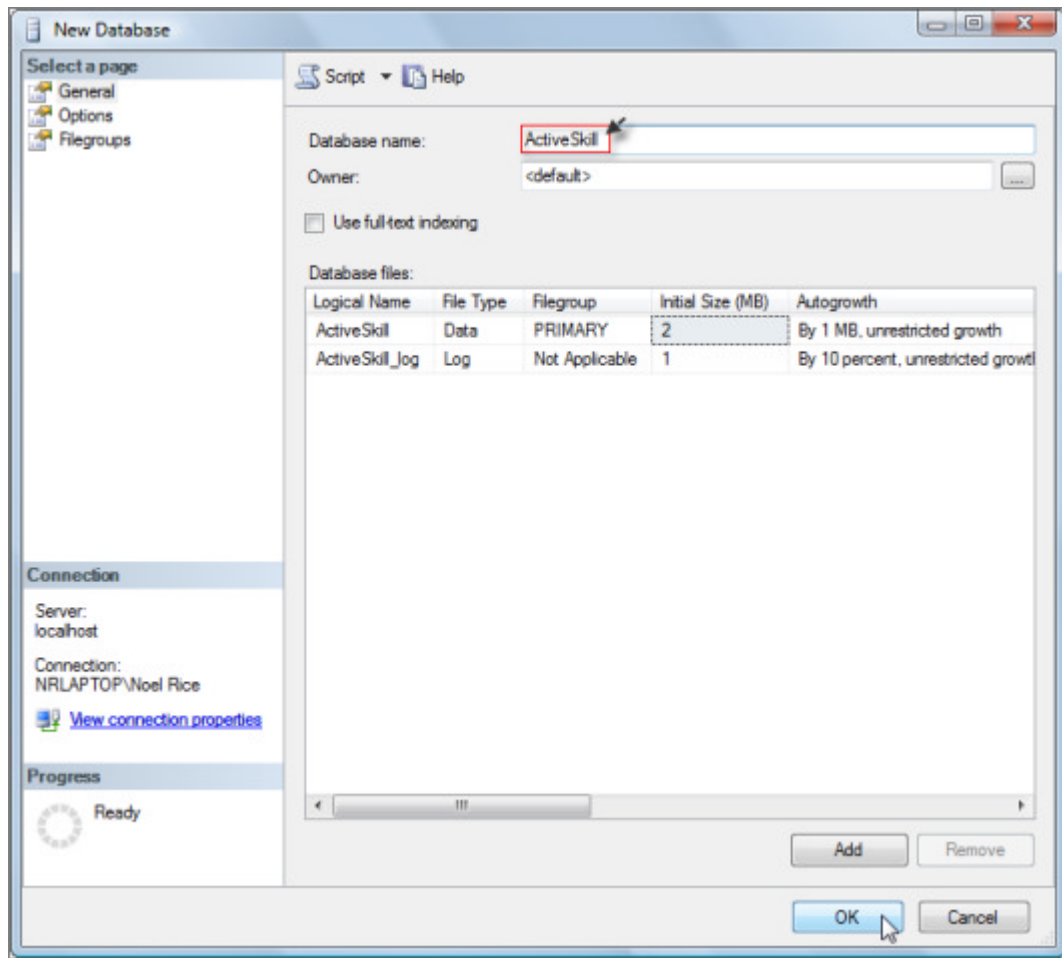 New Database
Select a page
General
Options
Filegroups
Script Help
Database name: ActiveSkill
Owner: <default> ...
Use full-text indexing
Database files:
Logical Name File Type Filegroup Initial Size (MB) Autogrowth
ActiveSkill Data PRIMARY 2 By 1 MB, unrestricted growth
ActiveSkill_log Log Not Applicable 1 By 10 percent, unrestricted growtl
Connection
Server:
localhost
Connection:
NRLAPTOP\Noel Rice
View connection properties
Progress
Ready
Add Remove
OK Cancel